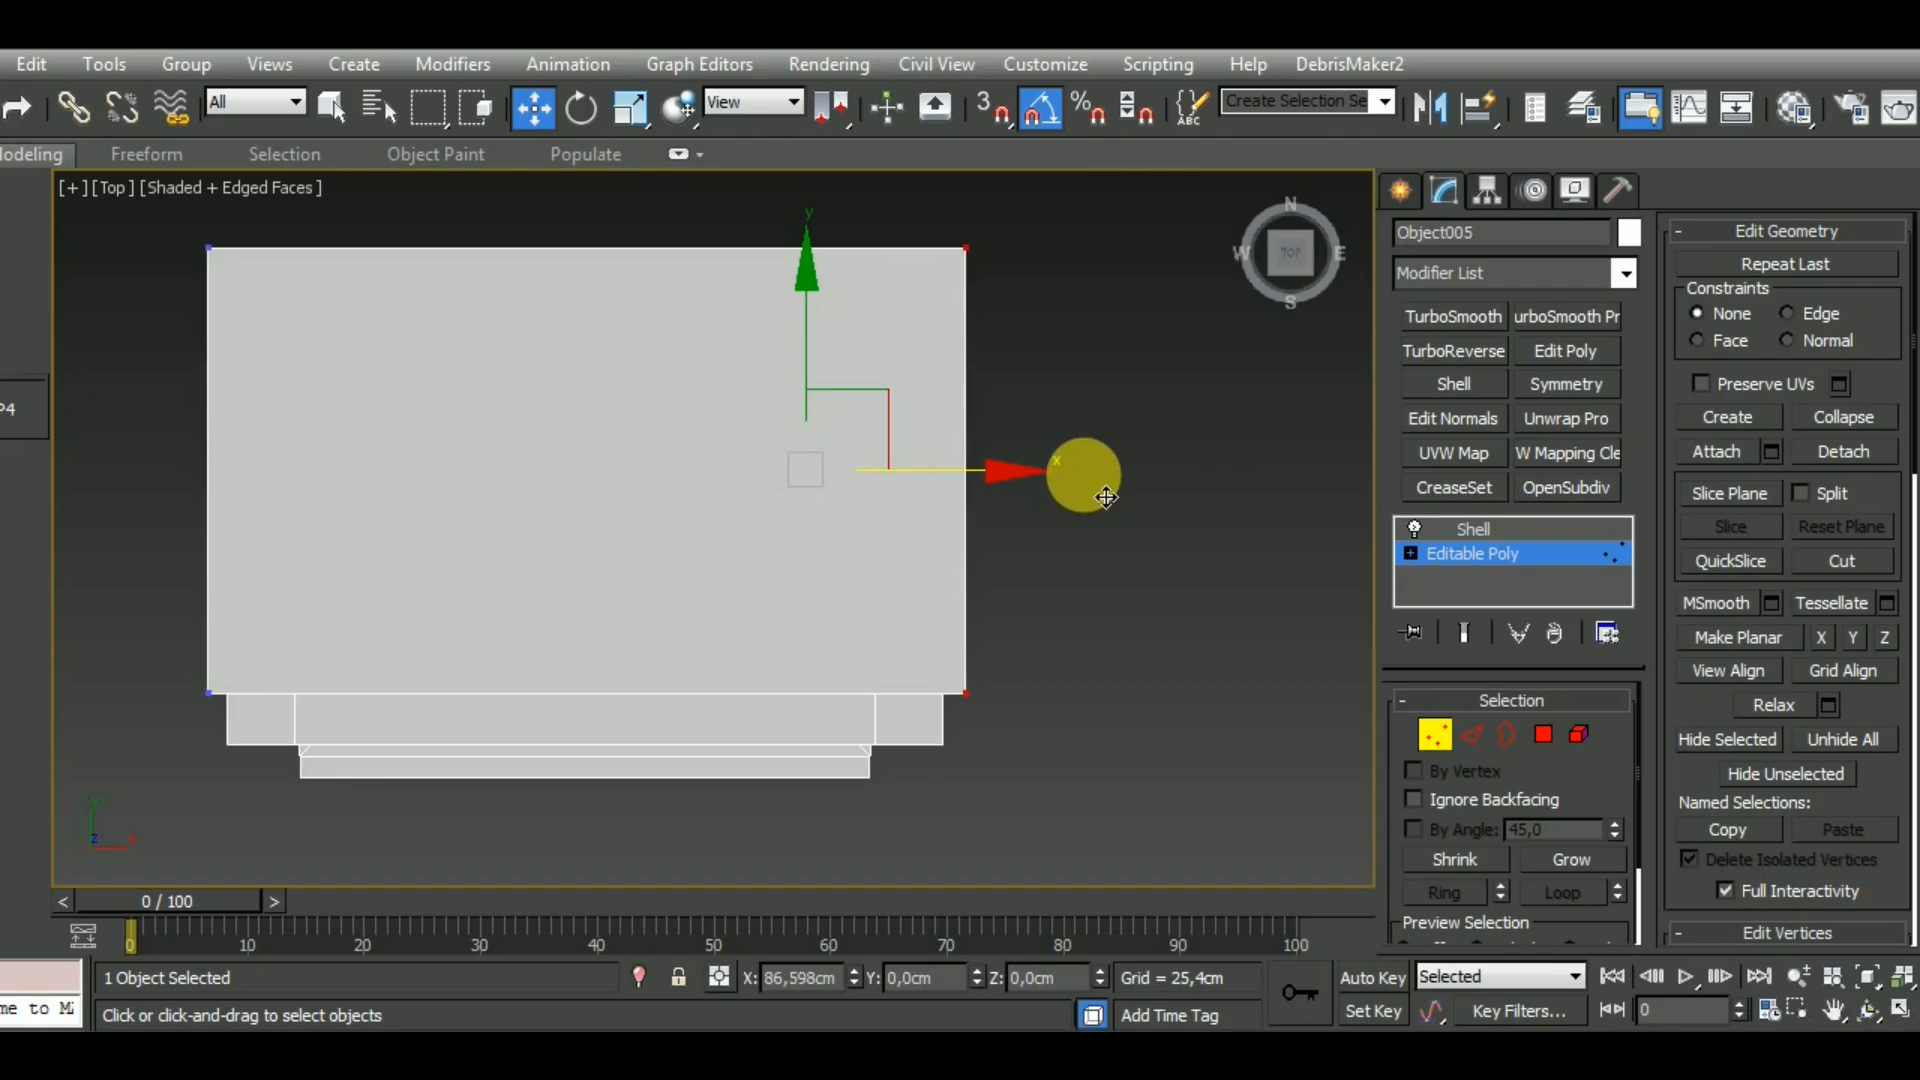 Edit Tools Group Views Create Modifiers Animation Graph Editors Rendering Civil View Customize Scripting Help DebrisMaker2
All View 3 % ABC Create Selection Se
lodeling Freeform Selection Object Paint Populate
[+] [Top] [Shaded + Edged Faces]
y
N
W TOP E
S
x
P4
Object005
Modifier List
TurboSmooth urboSmooth Pr
TurboReverse Edit Poly
Shell Symmetry
Edit Normals Unwrap Pro
UVW Map W Mapping Cle
CreaseSet OpenSubdiv
Shell
Editable Poly
- Selection
By Vertex
Ignore Backfacing
By Angle: 45,0
Shrink Grow
Ring Loop
Preview Selection
- Edit Geometry
Repeat Last
Constraints
None Edge
Face Normal
Preserve UVs
Create Collapse
Attach Detach
Slice Plane Split
Slice Reset Plane
QuickSlice Cut
MSmooth Tessellate
Make Planar X Y Z
View Align Grid Align
Relax
Hide Selected Unhide All
Hide Unselected
Named Selections:
Copy Paste
Delete Isolated Vertices
Full Interactivity
- Edit Vertices
y
z x
< 0 / 100 >
0 10 20 30 40 50 60 70 80 90 100
1 Object Selected X: 86,598cm Y: 0,0cm Z: 0,0cm Grid = 25,4cm Auto Key Selected
me to M Click or click-and-drag to select objects Add Time Tag Set Key Key Filters... 0